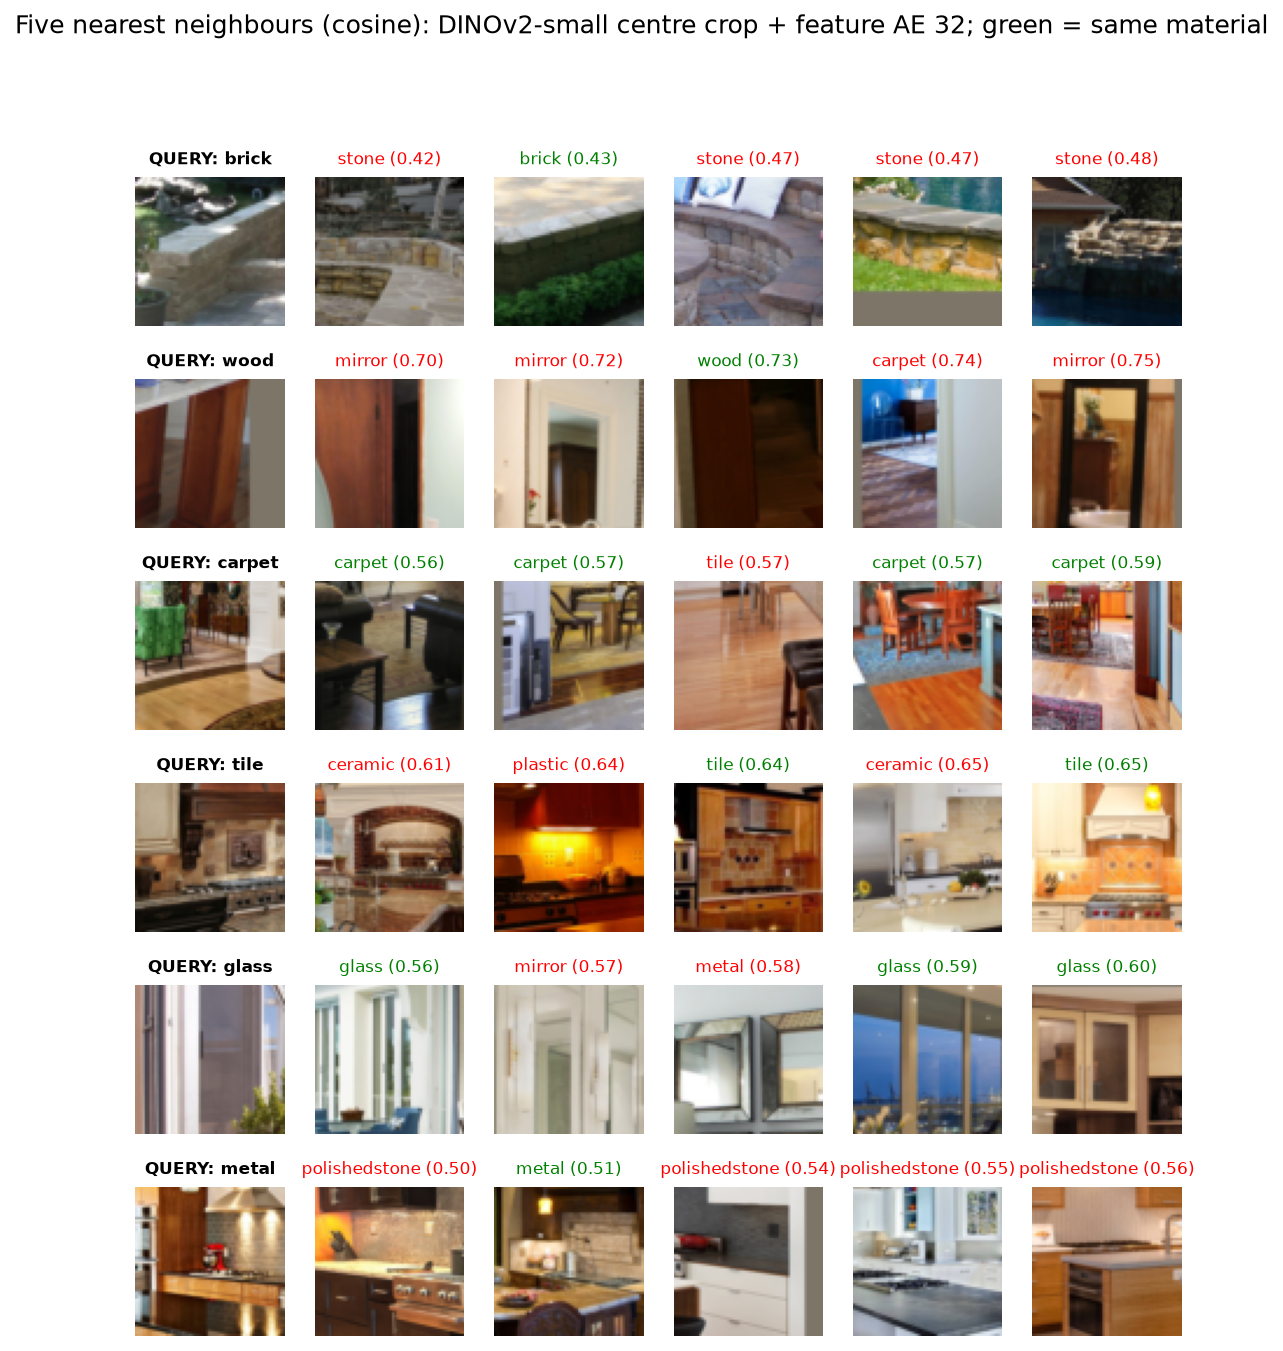 Five nearest neighbours (cosine): DINOv2-small centre crop + feature AE 32; green = same material
QUERY: brick stone (0.42) brick (0.43) stone (0.47) stone (0.47) stone (0.48)
QUERY: wood mirror (0.70) mirror (0.72) wood (0.73) carpet (0.74) mirror (0.75)
QUERY: carpet carpet (0.56) carpet (0.57) tile (0.57) carpet (0.57) carpet (0.59)
QUERY: tile ceramic (0.61) plastic (0.64) tile (0.64) ceramic (0.65) tile (0.65)
QUERY: glass glass (0.56) mirror (0.57) metal (0.58) glass (0.59) glass (0.60)
QUERY: metal polishedstone (0.50) metal (0.51) polishedstone (0.54) polishedstone (0.55) polishedstone (0.56)